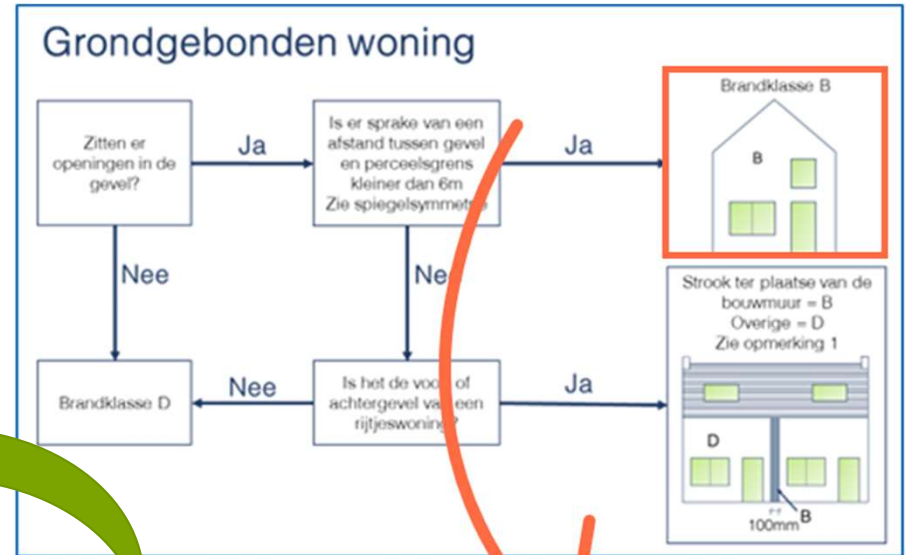 Grondgebonden woning
Zitten er
openingen in de
gevel?
Ja
Is er sprake van een
afstand tussen gevel
en perceelsgrens
kleiner dan 6m
Zie spiegelsymmetrie
Ja
Brandklasse B
B
Nee
Nee
Strook ter plaatse van de
bouwmuur = B
Overige = D
Zie opmerking 1
Brandklasse D
Nee
Is het de voor of
achtergevel van een
rijtjeswoning?
Ja
D
B
100mm